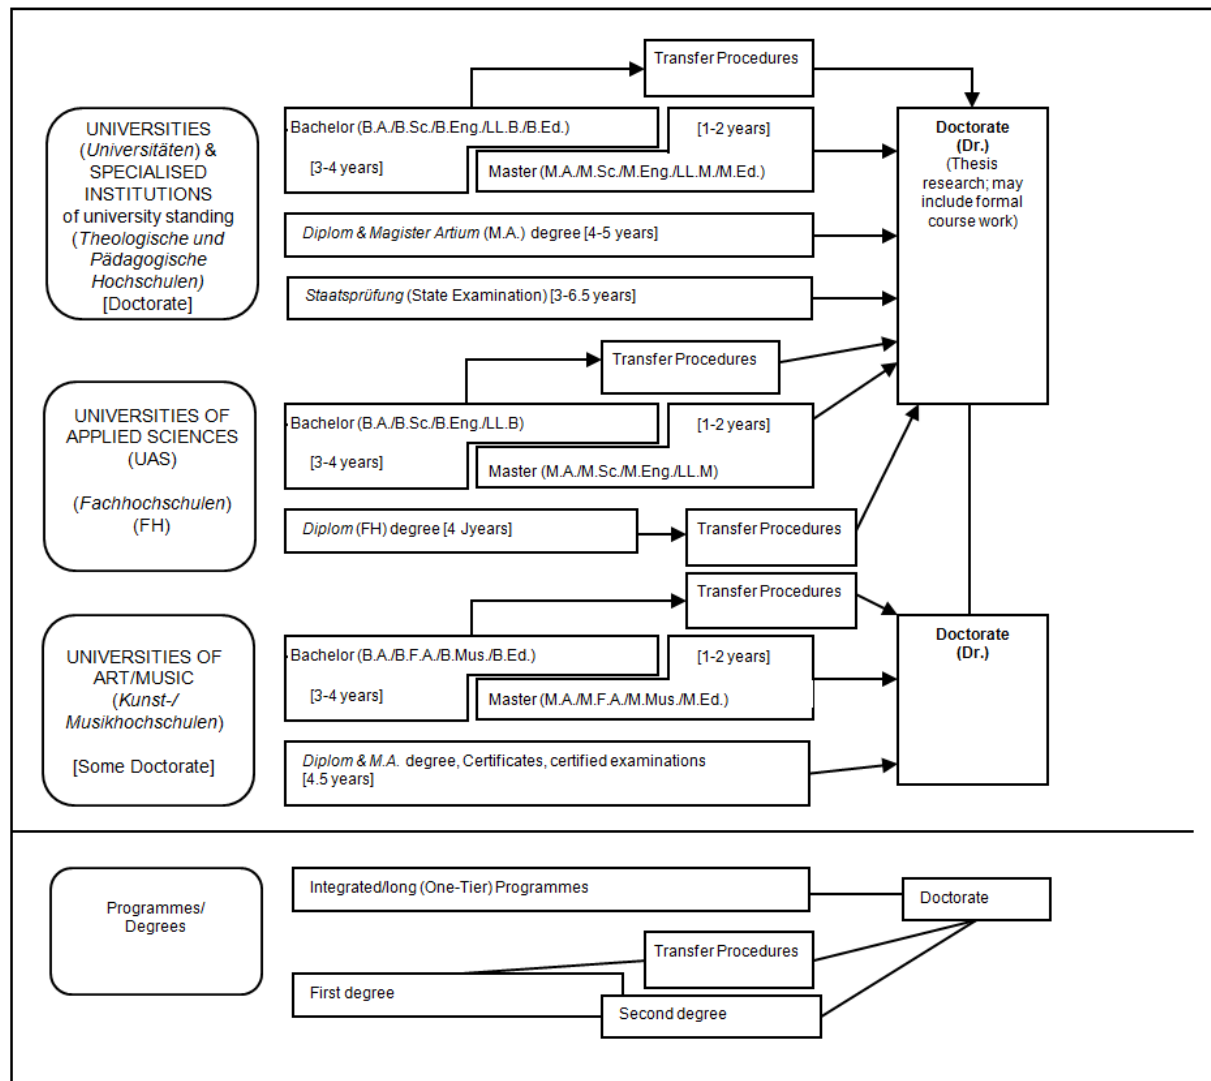 Transfer Procedures
UNIVERSITIES
(Universitäten) &
SPECIALISED
INSTITUTIONS
of university standing
(Theologische und
Pädagogische
Hochschulen)
[Doctorate]
Bachelor (B.A./B.Sc./B.Eng./LL.B./B.Ed.)
[3-4 years]
[1-2 years]
Master (M.A./M.Sc./M.Eng./LL.M./M.Ed.)
Diplom & Magister Artium (M.A.) degree [4-5 years]
Staatsprüfung (State Examination) [3-6.5 years]
Doctorate
(Dr.)
(Thesis
research; may
include formal
course work)
Transfer Procedures
UNIVERSITIES OF
APPLIED SCIENCES
(UAS)
(Fachhochschulen)
(FH)
Bachelor (B.A./B.Sc./B.Eng./LL.B)
[3-4 years]
[1-2 years]
Master (M.A./M.Sc./M.Eng./LL.M)
Diplom (FH) degree [4 Jyears]
Transfer Procedures
Transfer Procedures
UNIVERSITIES OF
ART/MUSIC
(Kunst-/
Musikhochschulen)
[Some Doctorate]
Bachelor (B.A./B.F.A./B.Mus./B.Ed.)
[3-4 years]
[1-2 years]
Master (M.A./M.F.A./M.Mus./M.Ed.)
Diplom & M.A. degree, Certificates, certified examinations
[4.5 years]
Doctorate
(Dr.)
Programmes/
Degrees
Integrated/long (One-Tier) Programmes
Doctorate
Transfer Procedures
First degree
Second degree